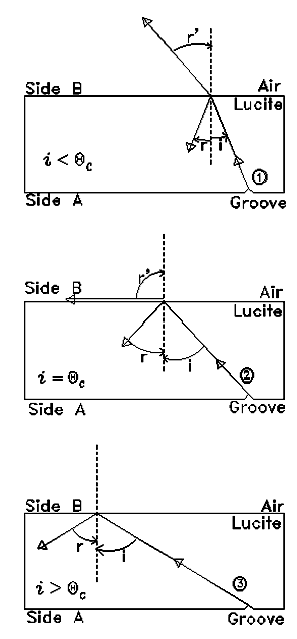 r'
Side B Air
Lucite
r i
i < Θc
①
Side A Groove
r'
Side B Air
Lucite
r i
②
i = Θc
Side A Groove
Side B Air
Lucite
r i
③
i > Θc
Side A Groove